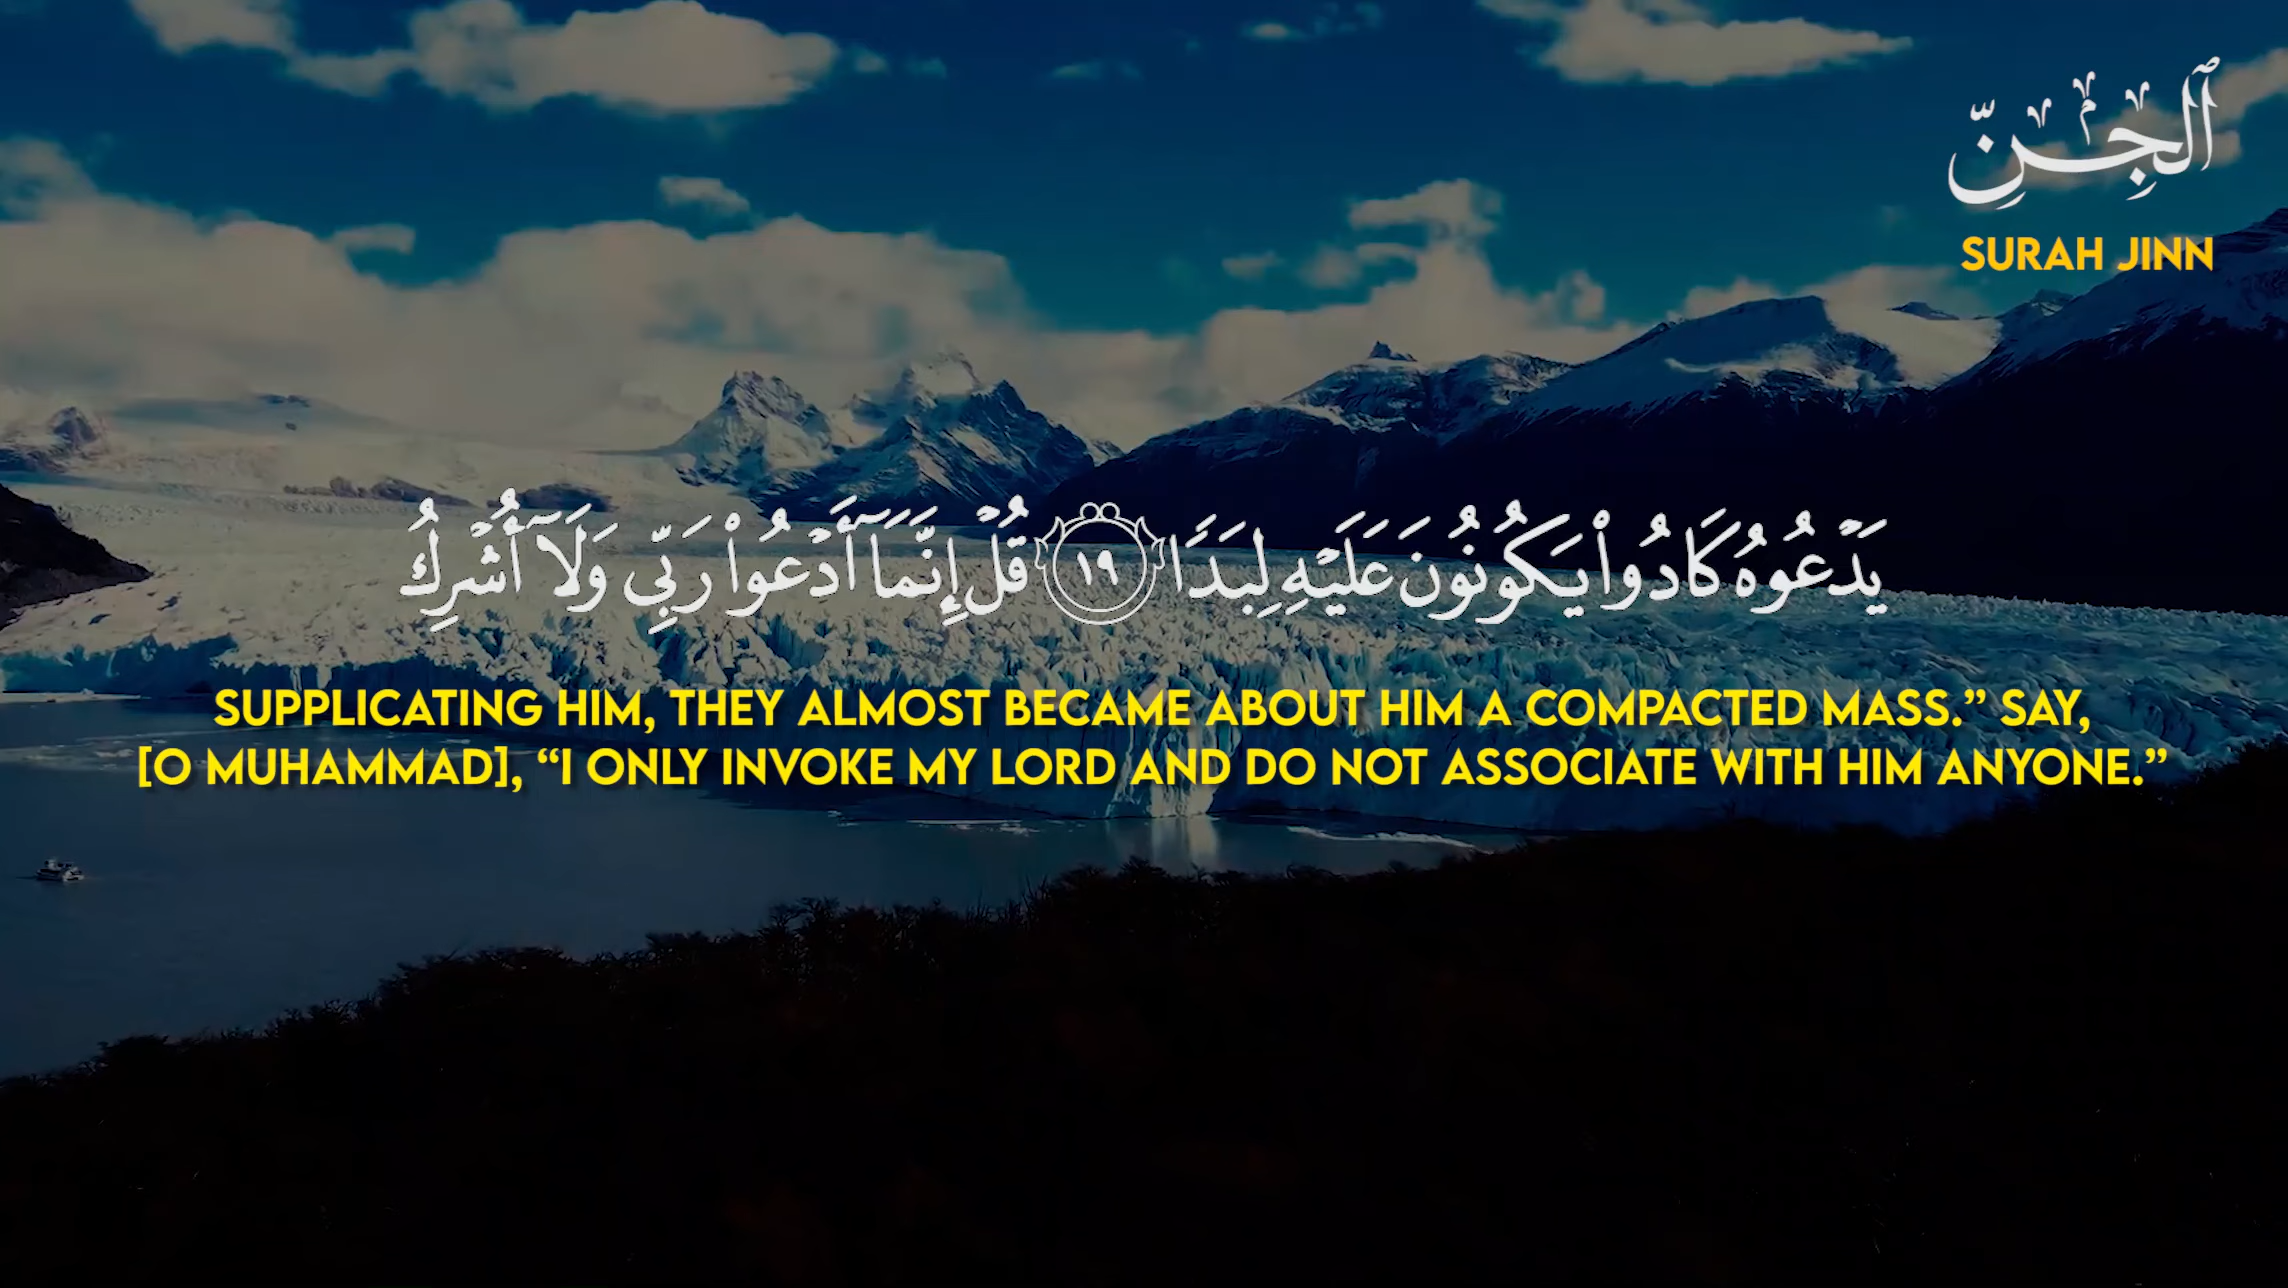 ٱلْجِنّ
SURAH JINN
يَدْعُوهُ كَادُوا۟ يَكُونُونَ عَلَيْهِ لِبَدًا ١٩ قُلْ إِنَّمَآ أَدْعُوا۟ رَبِّى وَلَآ أُشْرِكُ
SUPPLICATING HIM, THEY ALMOST BECAME ABOUT HIM A COMPACTED MASS.” SAY,
[O MUHAMMAD], “I ONLY INVOKE MY LORD AND DO NOT ASSOCIATE WITH HIM ANYONE.”